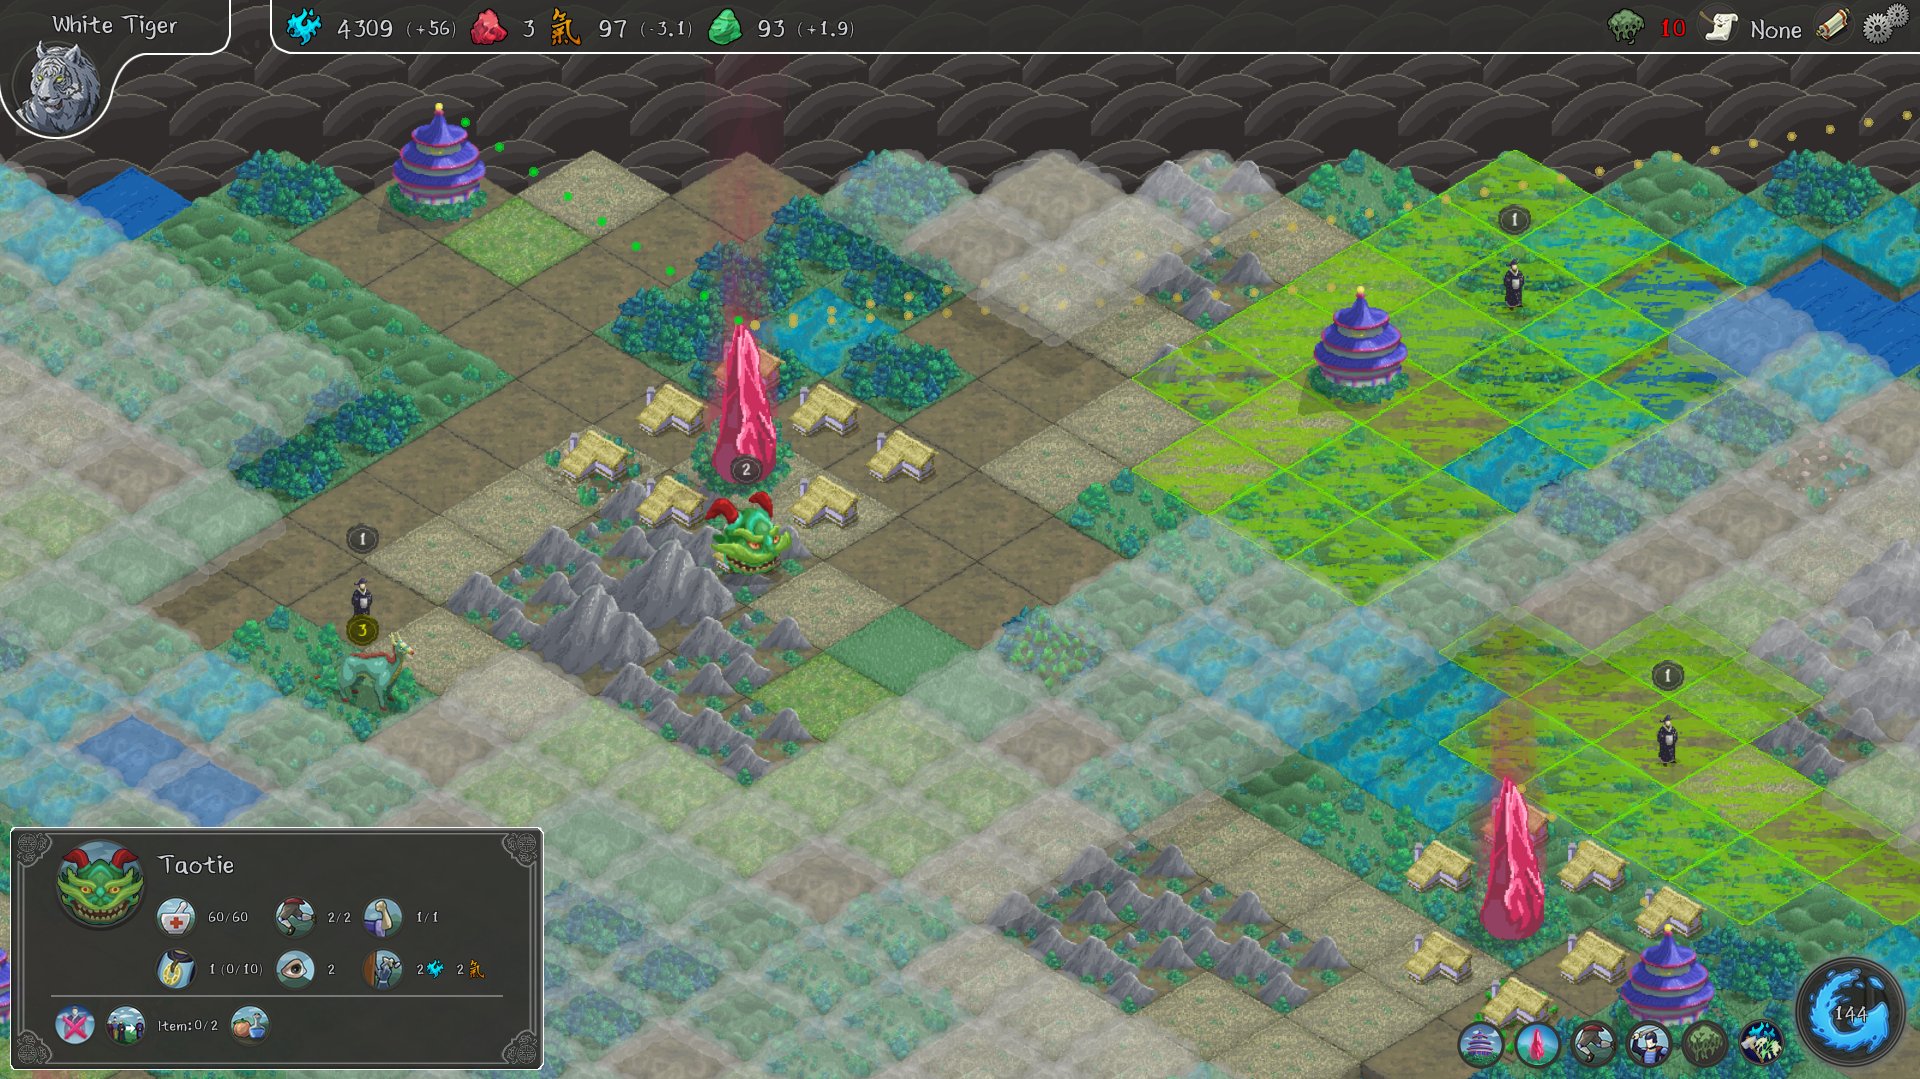 White Tiger
4309 (+56) 3 氣 97 (-3.1) 93 (+1.9)
10 None
1
2
1
3
1
Taotie
60/60 2/2 1/1
1 (0/10) 2 2 2 氣
Item:0/2
144